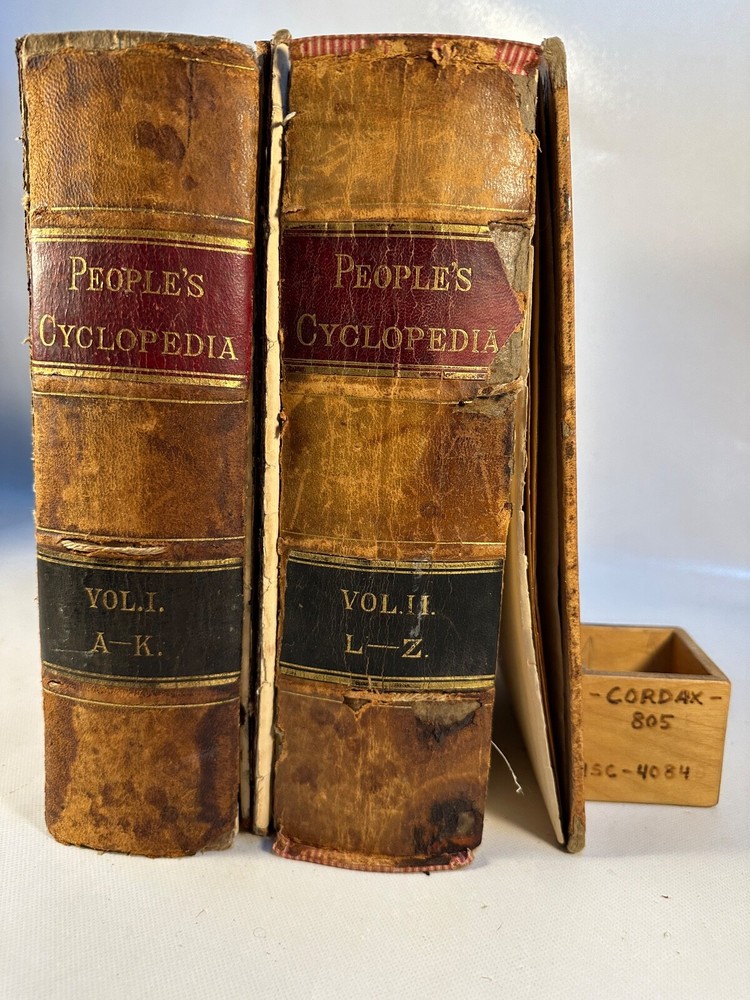 PEOPLE'S
CYCLOPEDIA
VOL.I.
A—K.
PEOPLE'S
CYCLOPEDIA
VOL.II.
L—Z.
-CORDAX-
805
SC-4084